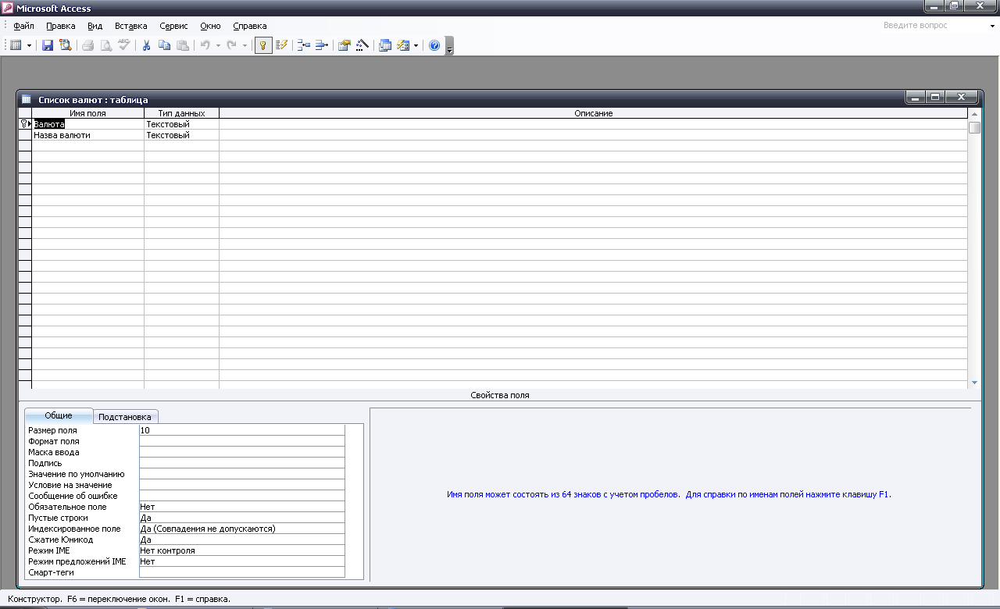 Microsoft Access
Файл Правка Вид Вставка Сервис Окно Справка Введите вопрос
Список валют : таблица
Имя поля Тип данных Описание
Валюта Текстовый
Назва валюти Текстовый
Свойства поля
Общие Подстановка
Размер поля 10
Формат поля
Маска ввода
Подпись
Значение по умолчанию
Условие на значение
Сообщение об ошибке
Обязательное поле Нет
Пустые строки Да
Индексированное поле Да (Совпадения не допускаются)
Сжатие Юникод Да
Режим IME Нет контроля
Режим предложений IME Нет
Смарт-теги
Имя поля может состоять из 64 знаков с учетом пробелов. Для справки по именам полей нажмите клавишу F1.
Конструктор. F6 = переключение окон. F1 = справка.